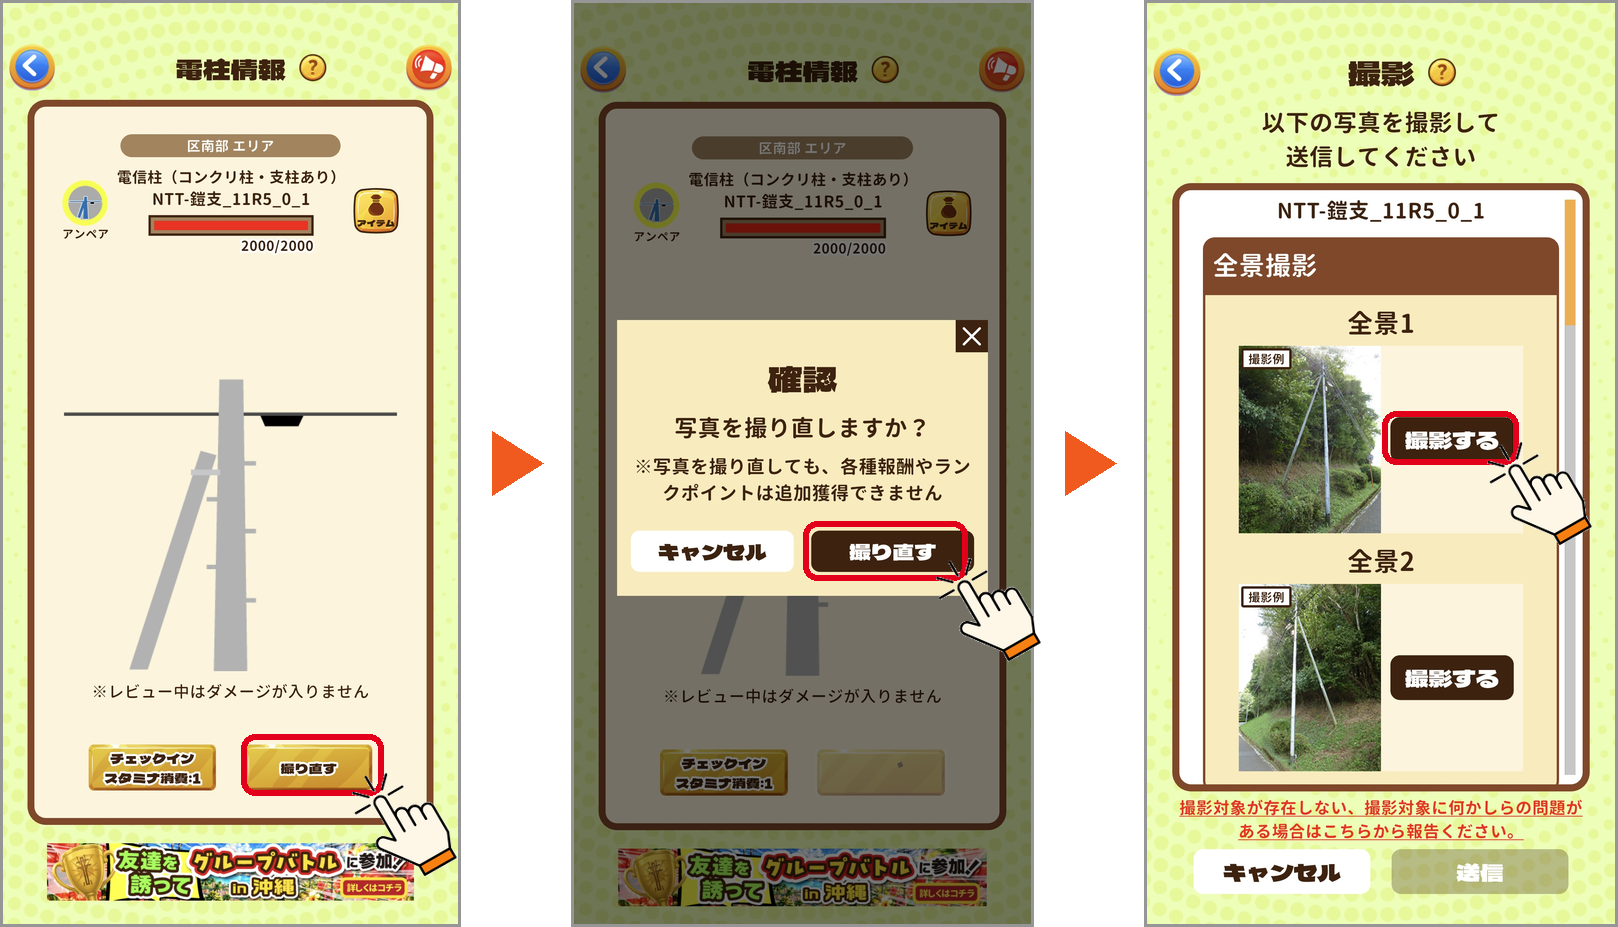 電柱情報 ?
区南部 エリア
電信柱（コンクリ柱・支柱あり）
NTT-鎧支_11R5_0_1
アンペア
アイテム
2000/2000
※レビュー中はダメージが入りません
チェックイン
スタミナ消費:1
撮り直す
友達を
誘って
グループバトル
in 沖縄
に参加!
詳しくはコチラ
電柱情報 ?
区南部 エリア
電信柱（コンクリ柱・支柱あり）
NTT-鎧支_11R5_0_1
アンペア
アイテム
2000/2000
確認
写真を撮り直しますか？
※写真を撮り直しても、各種報酬やラン
クポイントは追加獲得できません
キャンセル
撮り直す
※レビュー中はダメージが入りません
チェックイン
スタミナ消費:1
友達を
誘って
グループバトル
in 沖縄
に参加!
詳しくはコチラ
撮影 ?
以下の写真を撮影して
送信してください
NTT-鎧支_11R5_0_1
全景撮影
全景1
撮影例
撮影する
全景2
撮影例
撮影する
撮影対象が存在しない、撮影対象に何かしらの問題が
ある場合はこちらから報告ください。
キャンセル
送信